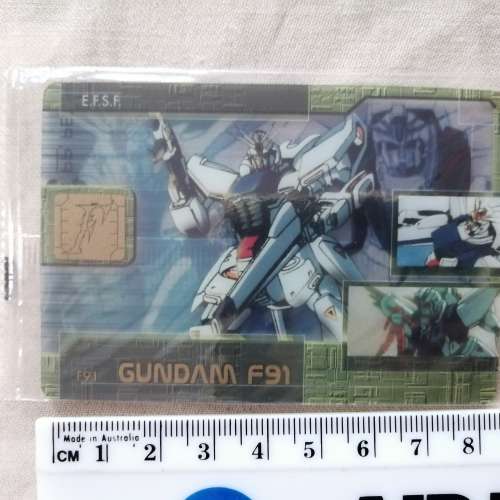 E.F.S.F.
F91 GUNDAM F91
Made in Australia
CM 1 2 3 4 5 6 7 8